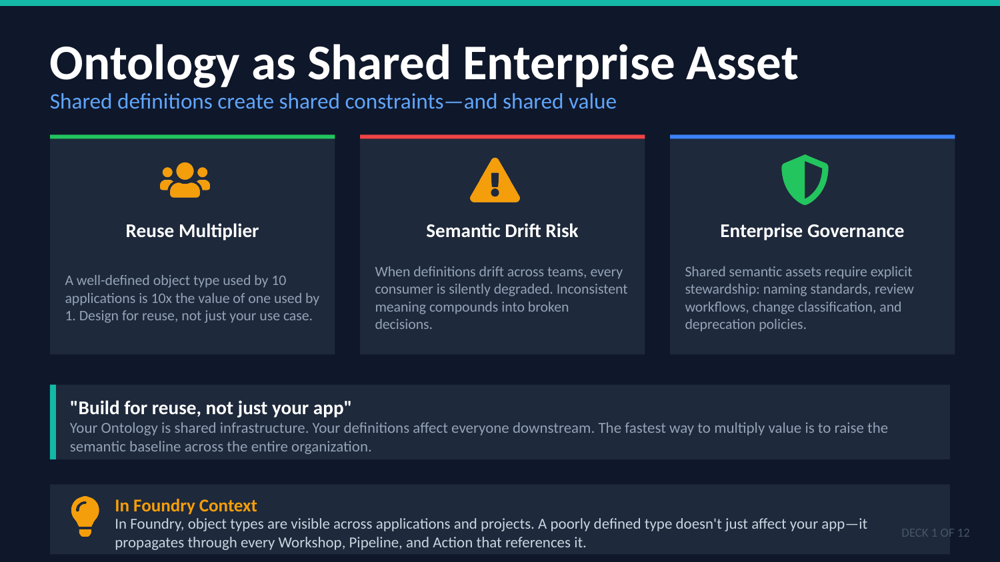 Ontology as Shared Enterprise Asset
Shared definitions create shared constraints—and shared value
Reuse Multiplier
A well-defined object type used by 10
applications is 10x the value of one used by
1. Design for reuse, not just your use case.
Semantic Drift Risk
When definitions drift across teams, every
consumer is silently degraded. Inconsistent
meaning compounds into broken
decisions.
Enterprise Governance
Shared semantic assets require explicit
stewardship: naming standards, review
workflows, change classification, and
deprecation policies.
"Build for reuse, not just your app"
Your Ontology is shared infrastructure. Your definitions affect everyone downstream. The fastest way to multiply value is to raise the
semantic baseline across the entire organization.
In Foundry Context
In Foundry, object types are visible across applications and projects. A poorly defined type doesn't just affect your app—it
propagates through every Workshop, Pipeline, and Action that references it.
DECK 1 OF 12